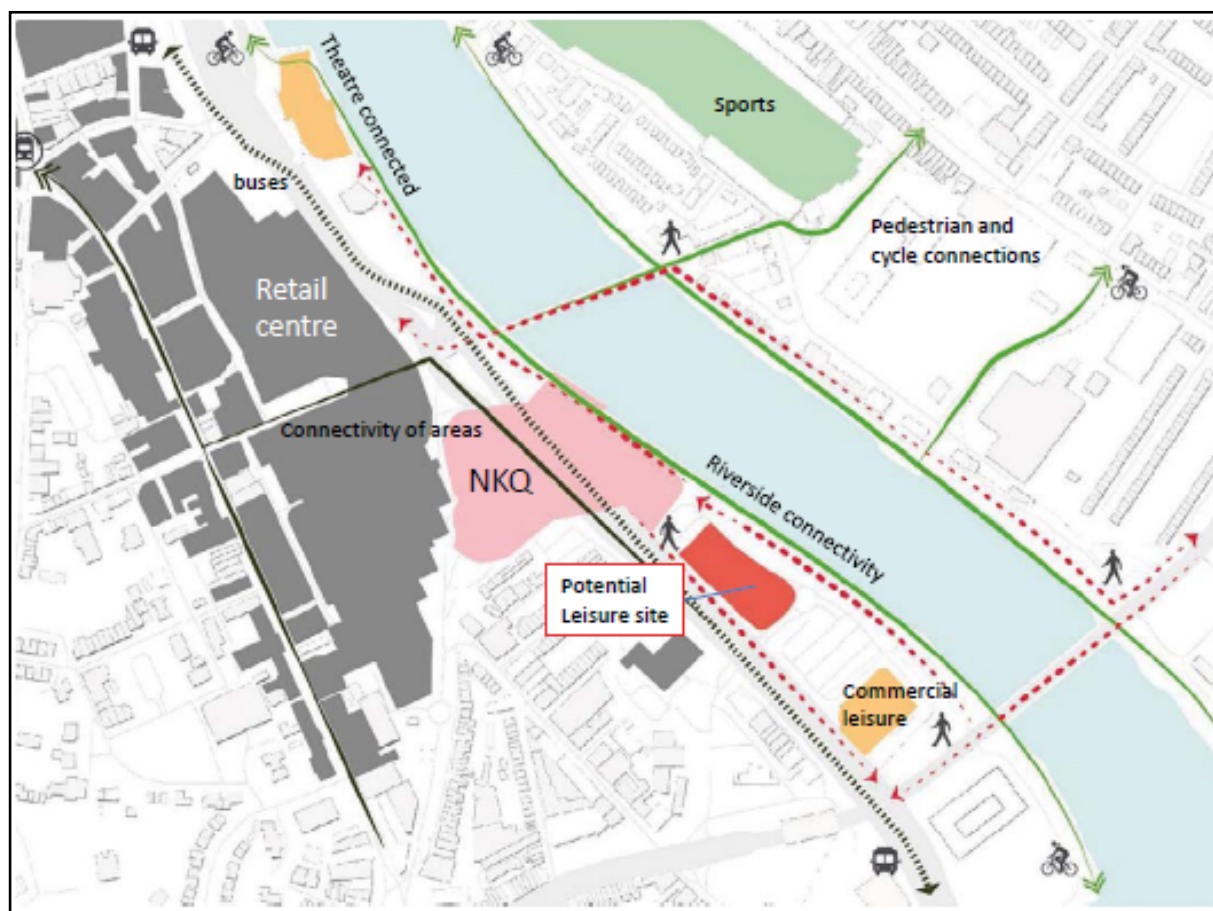 Theatre connected
Sports
buses
Pedestrian and
cycle connections
Retail
centre
Connectivity of areas
NKQ
Riverside connectivity
Potential
Leisure site
Commercial
leisure